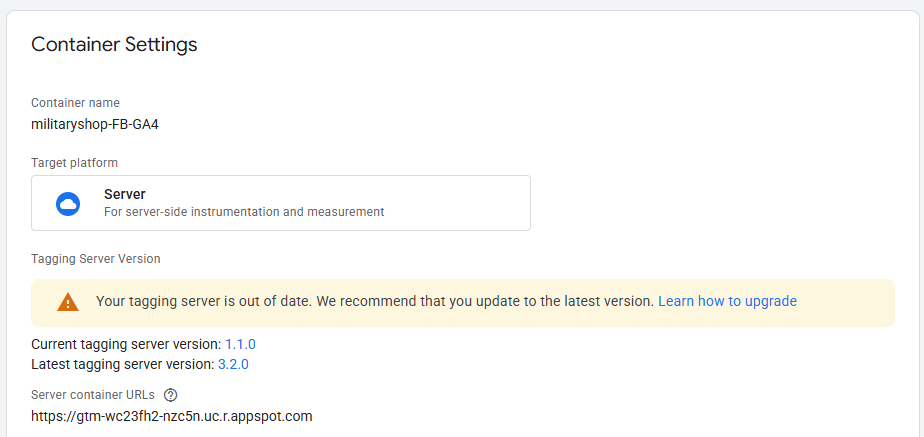 Container Settings
Container name
militaryshop-FB-GA4
Target platform
Server
For server-side instrumentation and measurement
Tagging Server Version
Your tagging server is out of date. We recommend that you update to the latest version. Learn how to upgrade
Current tagging server version: 1.1.0
Latest tagging server version: 3.2.0
Server container URLs
https://gtm-wc23fh2-nzc5n.uc.r.appspot.com